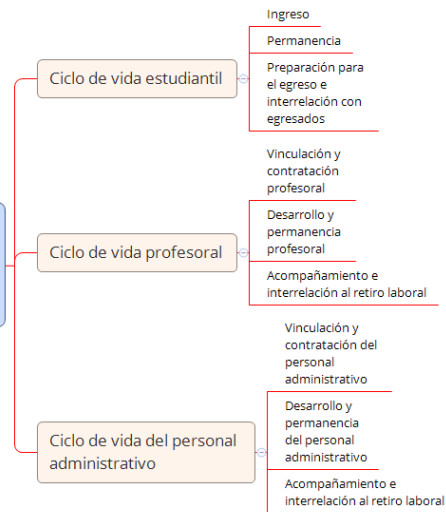 Ingreso
Permanencia
Ciclo de vida estudiantil
Preparación para
el egreso e
interrelación con
egresados
Vinculación y
contratación
profesoral
Desarrollo y
permanencia
profesoral
Ciclo de vida profesoral
Acompañamiento e
interrelación al retiro laboral
Vinculación y
contratación del
personal
administrativo
Desarrollo y
permanencia
del personal
administrativo
Ciclo de vida del personal
administrativo
Acompañamiento e
interrelación al retiro laboral